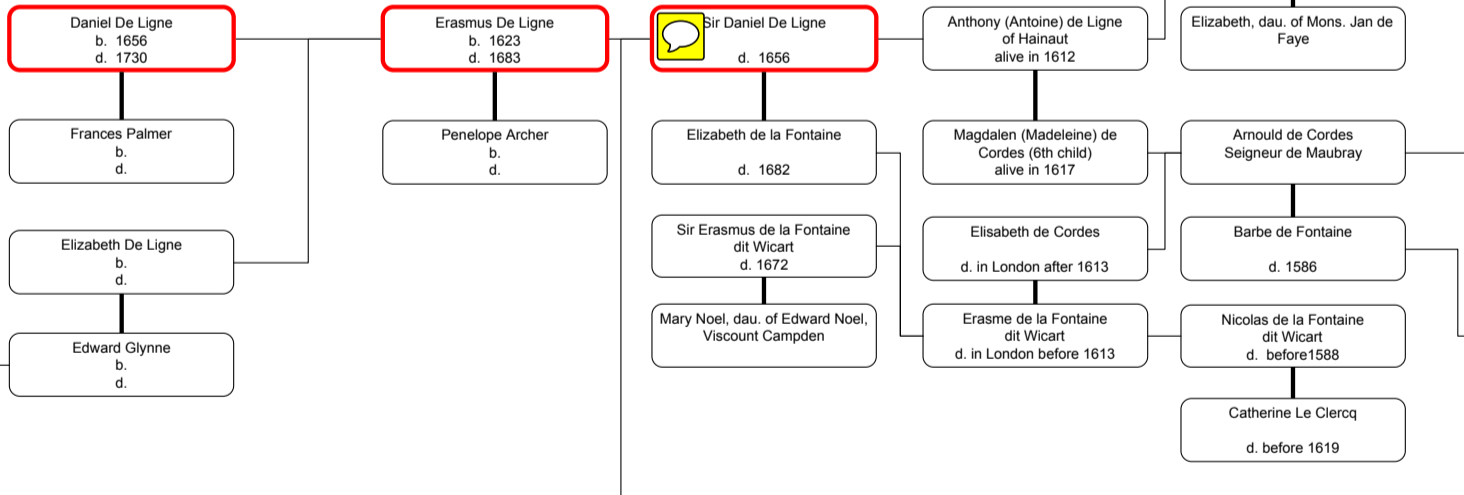 Daniel De Ligne
b. 1656
d. 1730
Erasmus De Ligne
b. 1623
d. 1683
Sir Daniel De Ligne
d. 1656
Anthony (Antoine) de Ligne
of Hainaut
alive in 1612
Elizabeth, dau. of Mons. Jan de
Faye
Frances Palmer
b.
d.
Penelope Archer
b.
d.
Elizabeth de la Fontaine
d. 1682
Magdalen (Madeleine) de
Cordes (6th child)
alive in 1617
Arnould de Cordes
Seigneur de Maubray
Elizabeth De Ligne
b.
d.
Sir Erasmus de la Fontaine
dit Wicart
d. 1672
Elisabeth de Cordes
d. in London after 1613
Barbe de Fontaine
d. 1586
Edward Glynne
b.
d.
Mary Noel, dau. of Edward Noel,
Viscount Campden
Erasme de la Fontaine
dit Wicart
d. in London before 1613
Nicolas de la Fontaine
dit Wicart
d. before1588
Catherine Le Clercq
d. before 1619